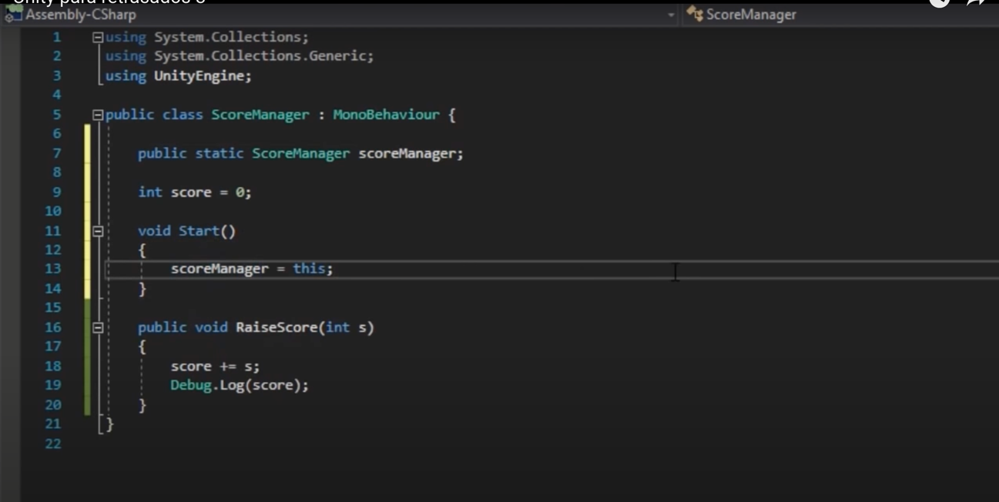 Unity para retrasados
Assembly-CSharp
ScoreManager
1 using System.Collections;
2 using System.Collections.Generic;
3 using UnityEngine;
4
5 public class ScoreManager : MonoBehaviour {
6
7 public static ScoreManager scoreManager;
8
9 int score = 0;
10
11 void Start()
12 {
13 scoreManager = this;
14 }
15
16 public void RaiseScore(int s)
17 {
18 score += s;
19 Debug.Log(score);
20 }
21 }
22